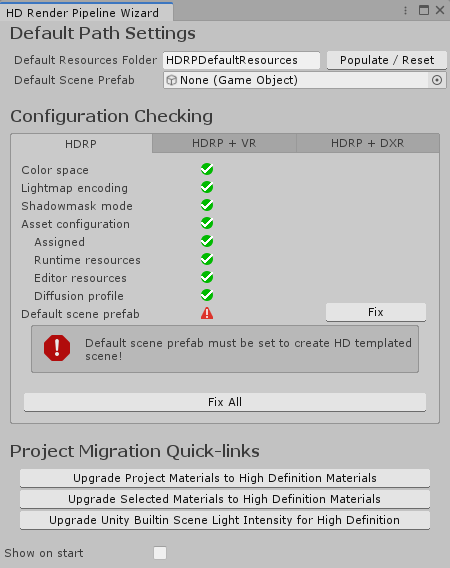 HD Render Pipeline Wizard
Default Path Settings
Default Resources Folder HDRPDefaultResources Populate / Reset
Default Scene Prefab None (Game Object)
Configuration Checking
HDRP HDRP + VR HDRP + DXR
Color space
Lightmap encoding
Shadowmask mode
Asset configuration
Assigned
Runtime resources
Editor resources
Diffusion profile
Default scene prefab Fix
Default scene prefab must be set to create HD templated
scene!
Fix All
Project Migration Quick-links
Upgrade Project Materials to High Definition Materials
Upgrade Selected Materials to High Definition Materials
Upgrade Unity Builtin Scene Light Intensity for High Definition
Show on start